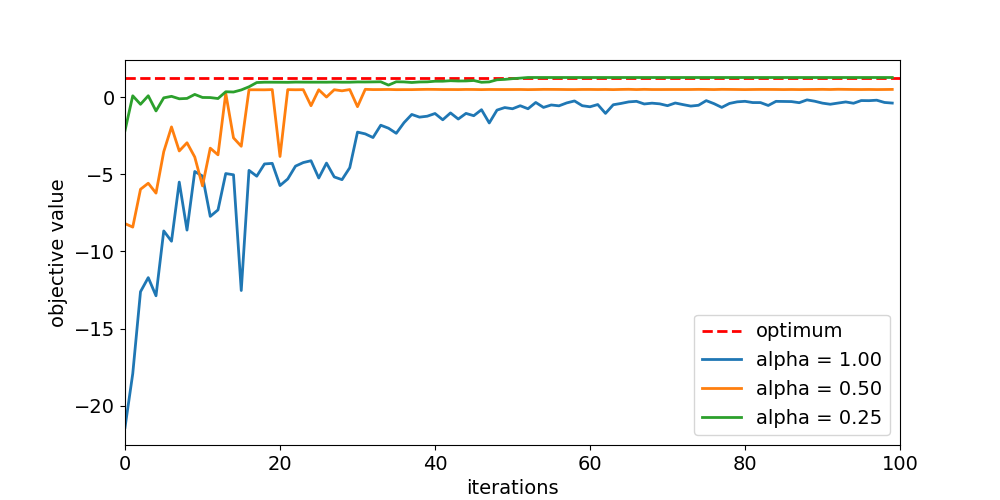 0
−5
−10
−15
−20
objective value
0 20 40 60 80 100
iterations
optimum
alpha = 1.00
alpha = 0.50
alpha = 0.25